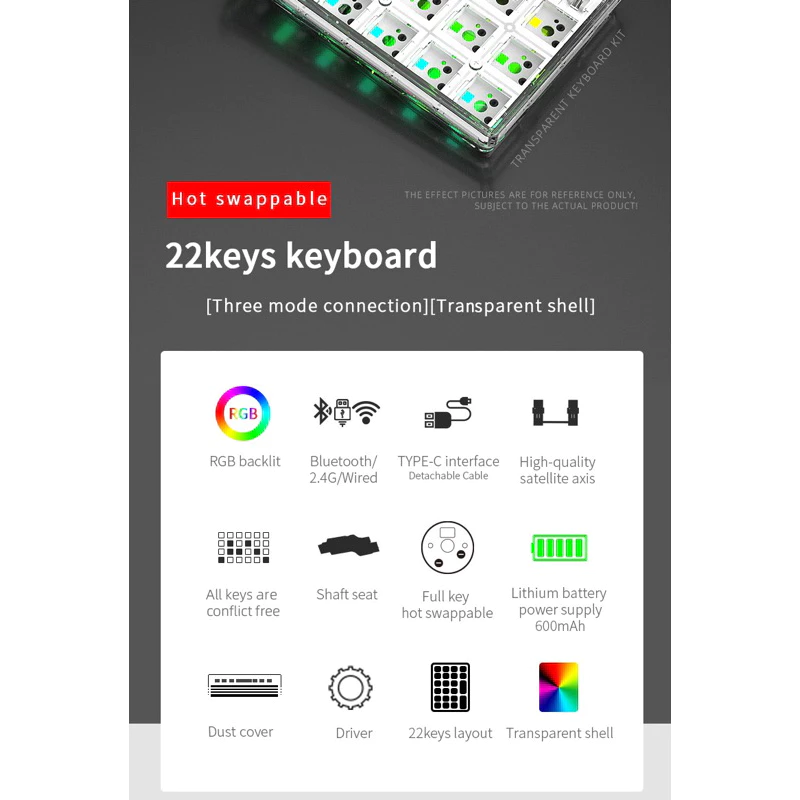 TRANSPARENT KEYBOARD KIT
Hot swappable
THE EFFECT PICTURES ARE FOR REFERENCE ONLY,
SUBJECT TO THE ACTUAL PRODUCT!
22keys keyboard
[Three mode connection][Transparent shell]
RGB
RGB backlit
Bluetooth/
2.4G/Wired
TYPE-C interface
Detachable Cable
High-quality
satellite axis
All keys are
conflict free
Shaft seat
Full key
hot swappable
Lithium battery
power supply
600mAh
Dust cover
Driver
22keys layout
Transparent shell